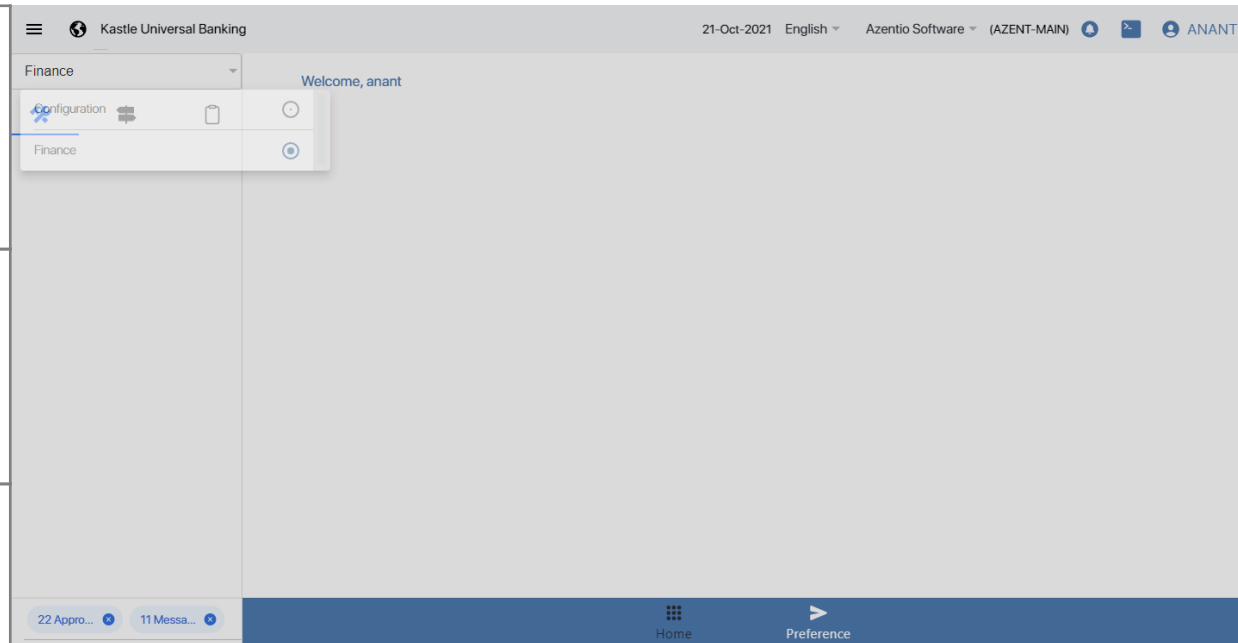 Kastle Universal Banking 21-Oct-2021 English Azentio Software (AZENT-MAIN) ANANT
Finance
Welcome, anant
Configuration
Finance
22 Appro... 11 Messa...
Home Preference